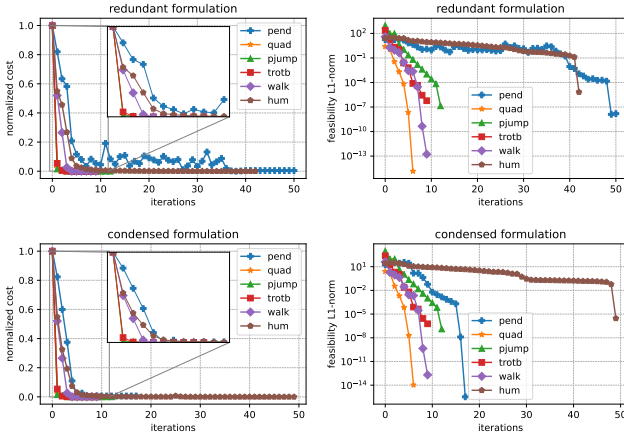 redundant formulation
normalized cost
1.0
0.8
0.6
0.4
0.2
0.0
0
10
20
30
40
50
iterations
pend
quad
pjump
trotb
walk
hum
redundant formulation
feasibility L1-norm
10²
10⁻¹
10⁻⁴
10⁻⁷
10⁻¹⁰
10⁻¹³
0
10
20
30
40
50
iterations
pend
quad
pjump
trotb
walk
hum
condensed formulation
normalized cost
1.0
0.8
0.6
0.4
0.2
0.0
0
10
20
30
40
50
iterations
pend
quad
pjump
trotb
walk
hum
condensed formulation
feasibility L1-norm
10⁴
10¹
10⁻²
10⁻⁵
10⁻⁸
10⁻¹¹
10⁻¹⁴
0
10
20
30
40
50
iterations
pend
quad
pjump
trotb
walk
hum